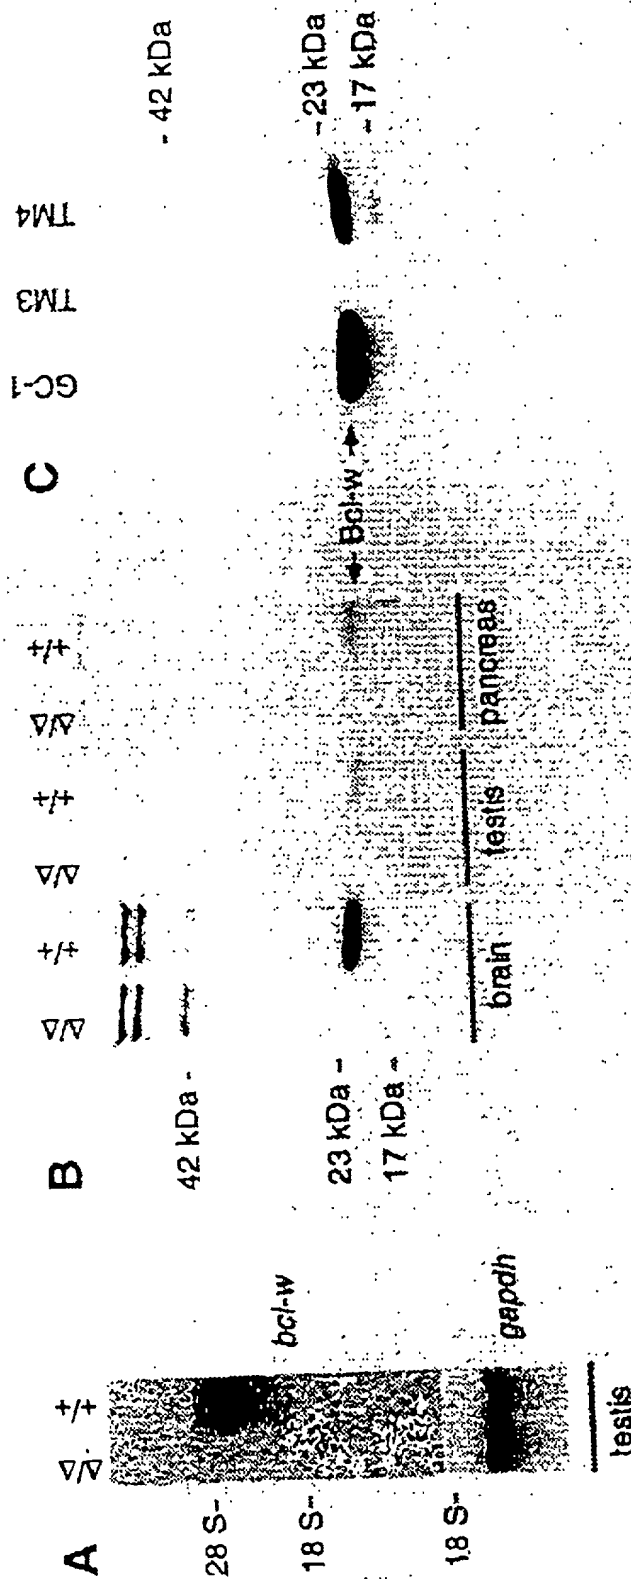 A
Δ/Δ +/+
28 S-
bcl-w
18 S-
18 S-
gapdh
testis
B
Δ/Δ +/+ Δ/Δ +/+ Δ/Δ +/+
42 kDa -
23 kDa -
17 kDa -
Bcl-w
brain testis pancreas
C
GC-1 TM3 TM4
- 42 kDa
- 23 kDa
- 17 kDa